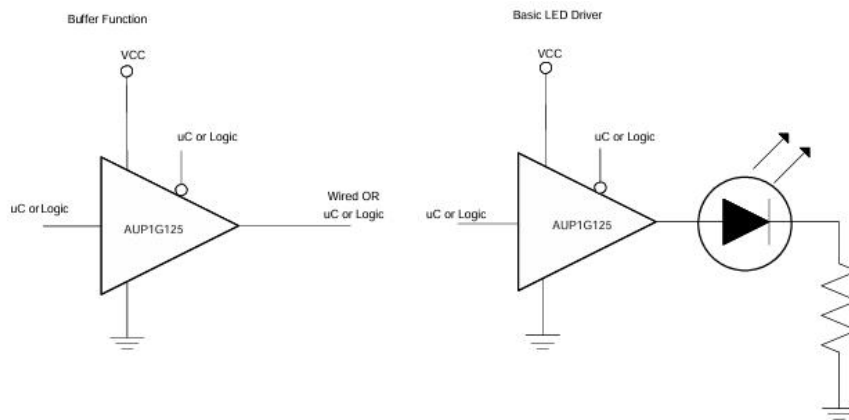 Buffer Function
VCC
uC or Logic
uC or Logic
AUP1G125
Wired OR
uC or Logic
Basic LED Driver
VCC
uC or Logic
uC or Logic
AUP1G125